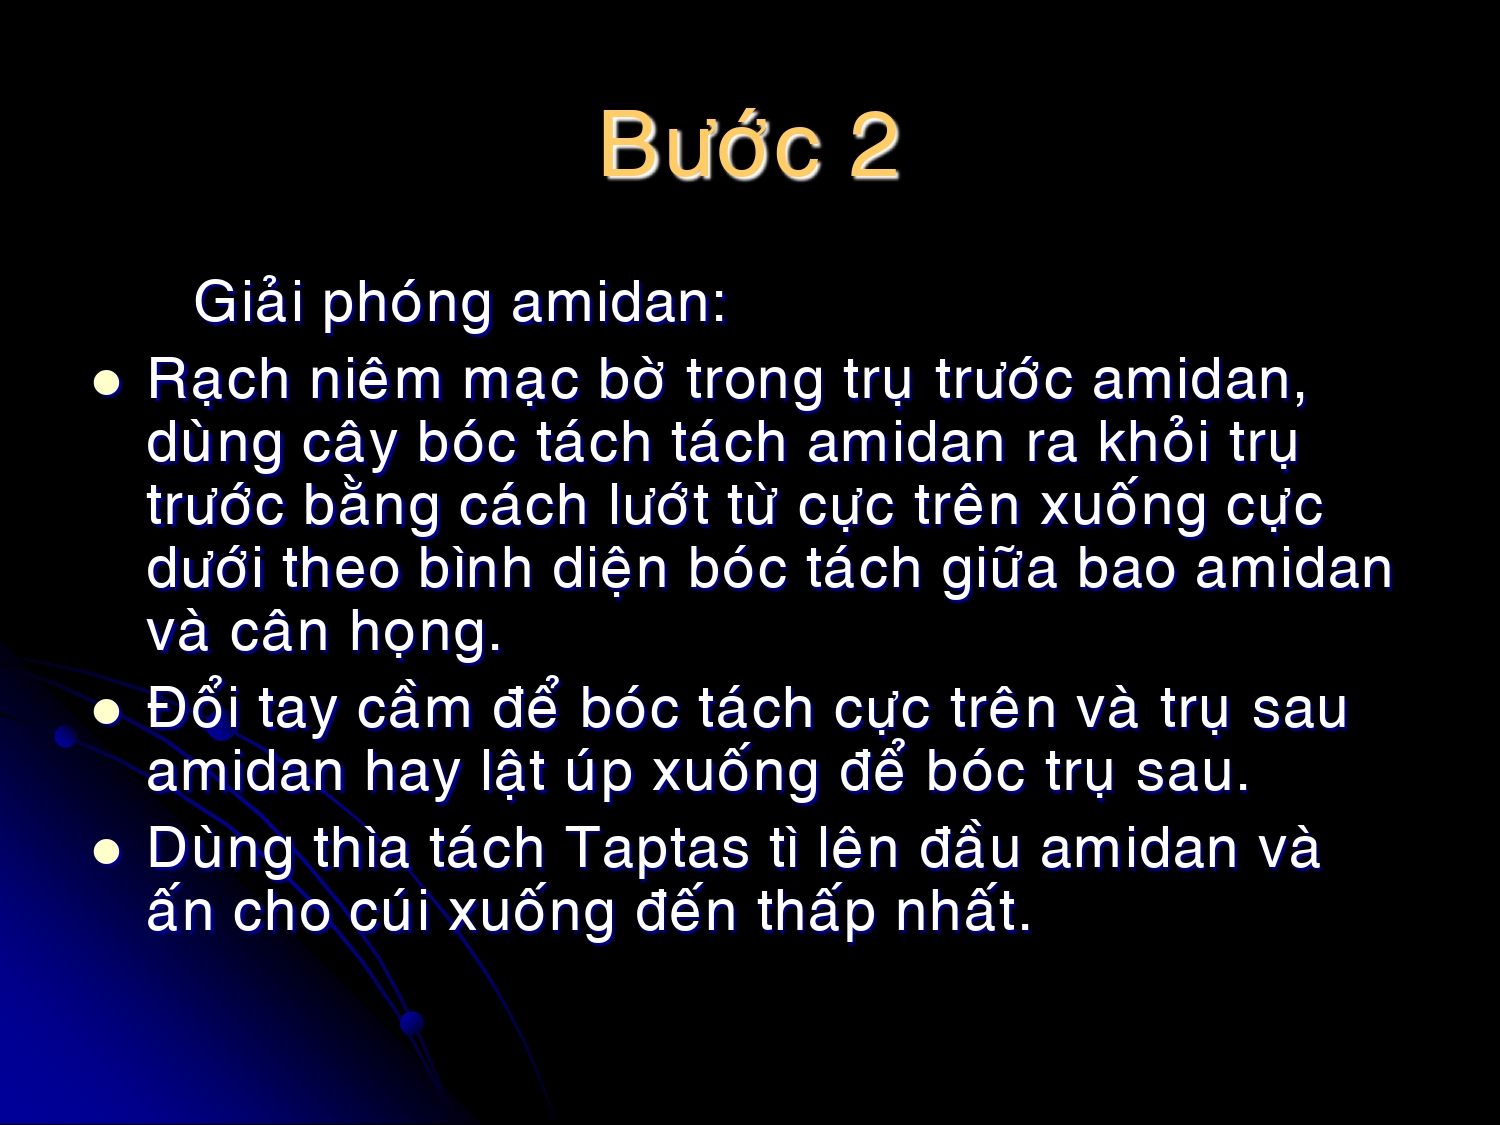 Bước 2
Giải phóng amidan:
Rạch niêm mạc bờ trong trụ trước amidan,
dùng cây bóc tách tách amidan ra khỏi trụ
trước bằng cách lướt từ cực trên xuống cực
dưới theo bình diện bóc tách giữa bao amidan
và cân họng.
Đổi tay cầm để bóc tách cực trên và trụ sau
amidan hay lật úp xuống để bóc trụ sau.
Dùng thìa tách Taptas tì lên đầu amidan và
ấn cho cúi xuống đến thấp nhất.